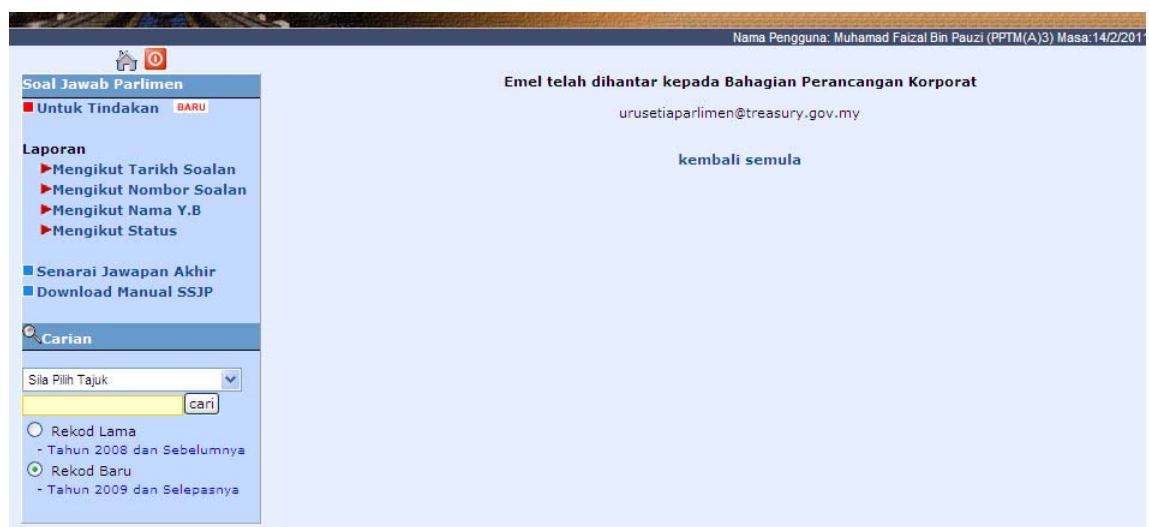 Nama Pengguna: Muhamad Faizal Bin Pauzi (PPTM(A)3) Masa:14/2/2011
Soal Jawab Parlimen
Untuk Tindakan BARU
Laporan
Mengikut Tarikh Soalan
Mengikut Nombor Soalan
Mengikut Nama Y.B
Mengikut Status
Senarai Jawapan Akhir
Download Manual SSJP
Carian
Sila Pilih Tajuk
cari
Rekod Lama
- Tahun 2008 dan Sebelumnya
Rekod Baru
- Tahun 2009 dan Selepasnya
Emel telah dihantar kepada Bahagian Perancangan Korporat
urusetiaparlimen@treasury.gov.my
kembali semula